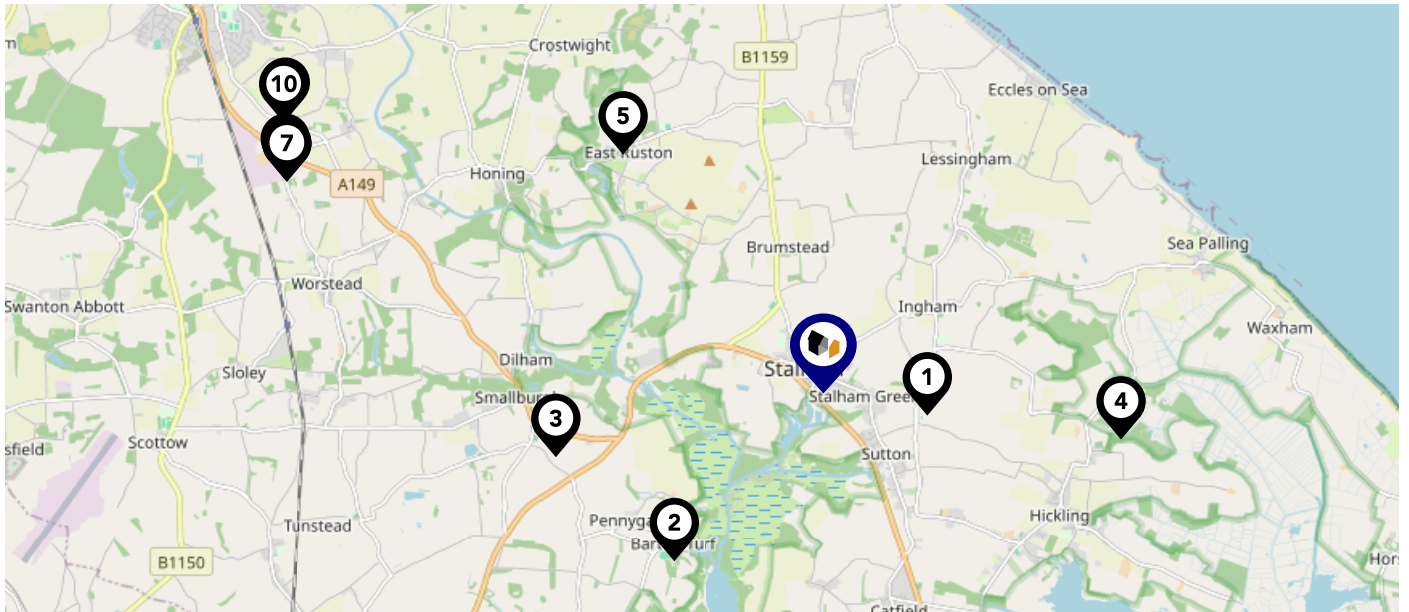 Crostwight
B1159
10
Eccles on Sea
5
7
East Ruston
Lessingham
Honing
A149
Sea Palling
Brumstead
Worstead
Swanton Abbott
Ingham
Waxham
Dilham
Sloley
1
Stalham Green
Smallburgh
4
3
Scottow
sfield
Sutton
Hickling
2
Tunstead
B1150
Catfield